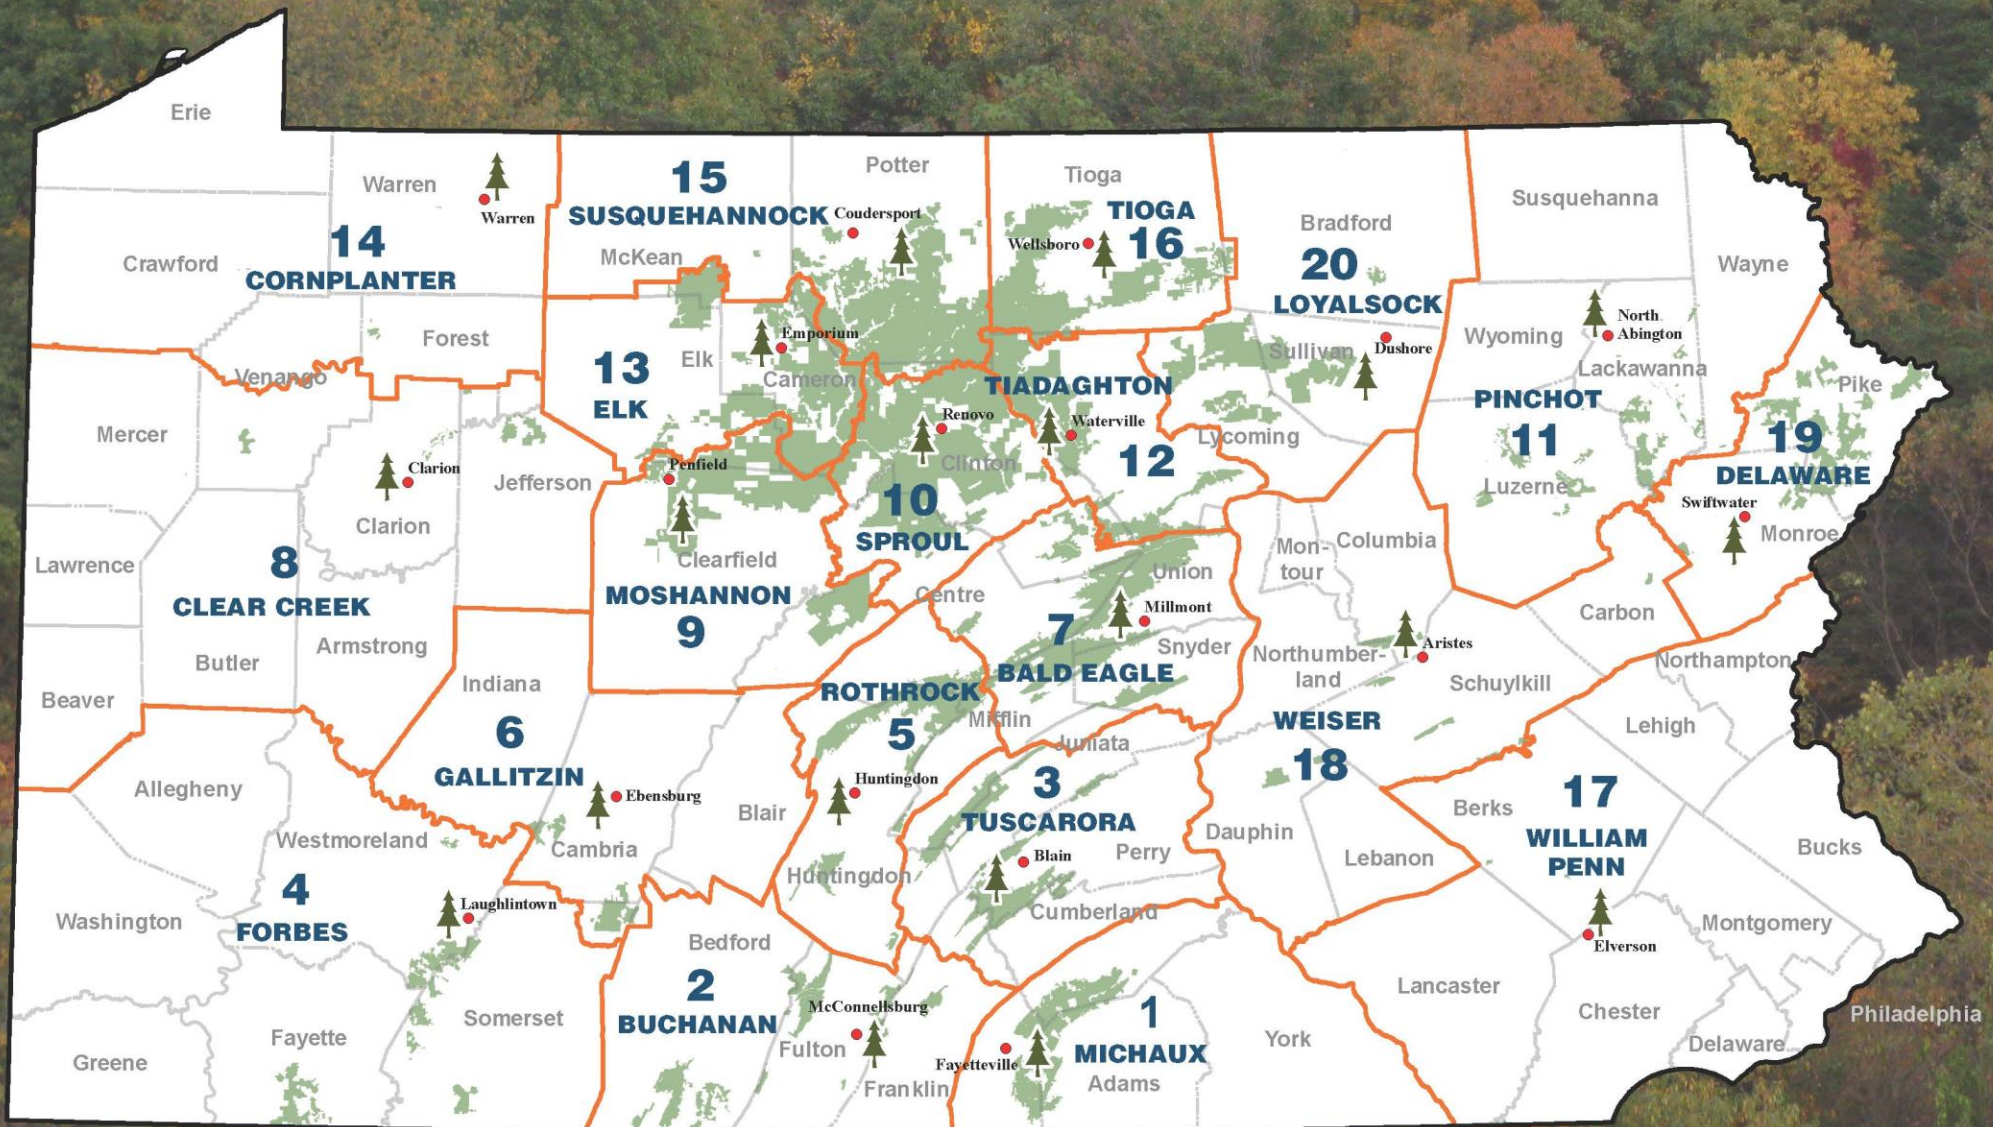 Erie
Warren
Warren
14
CORNPLANTER
Crawford
Forest
Venango
15
SUSQUEHANNOCK
McKean
Potter
Coudersport
Tioga
TIOGA
16
Wellsboro
Bradford
20
LOYALSOCK
Sullivan
Dushore
Susquehanna
Wayne
Wyoming
North
Abington
Lackawanna
PINCHOT
11
Luzerne
Pike
19
DELAWARE
Swiftwater
Monroe
13
ELK
Elk
Emporium
Cameron
TIADAGHTON
Waterville
12
Lycoming
Renovo
Clinton
10
SPROUL
Mercer
Clarion
Clarion
Jefferson
Penfield
Clearfield
MOSHANNON
9
Lawrence
8
CLEAR CREEK
Butler
Armstrong
Beaver
Centre
Union
Millmont
7
BALD EAGLE
Snyder
Mifflin
Juniata
Mon-
tour
Columbia
Northumber-
land
Aristes
Schuylkill
Carbon
Northampton
Lehigh
WEISER
18
Dauphin
Lebanon
Indiana
6
GALLITZIN
Ebensburg
Cambria
Blair
ROTHROCK
5
Huntingdon
Huntingdon
3
TUSCARORA
Blain
Perry
Cumberland
Berks
17
WILLIAM
PENN
Bucks
Elverson
Montgomery
Lancaster
Chester
Delaware
Philadelphia
Allegheny
Westmoreland
Washington
4
FORBES
Laughlintown
Greene
Fayette
Somerset
Bedford
2
BUCHANAN
McConnellsburg
Fulton
Franklin
Fayetteville
1
MICHAUX
Adams
York